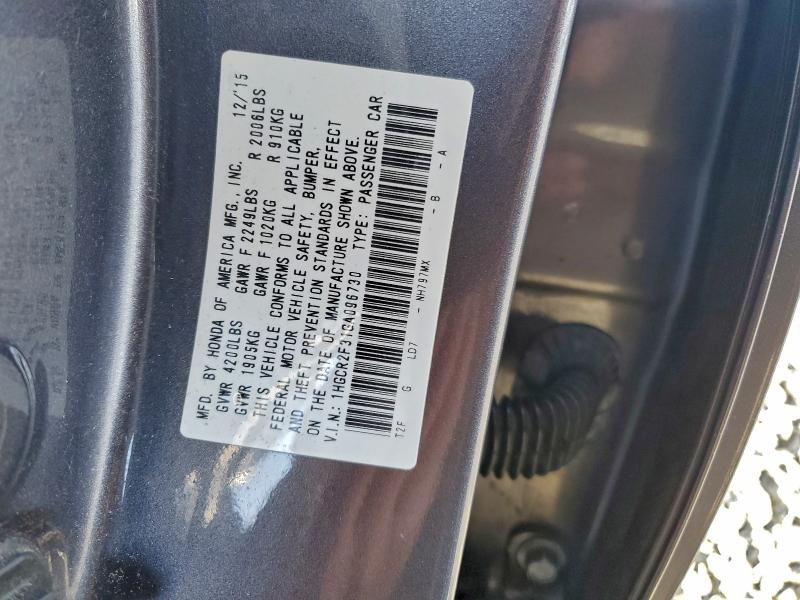 MFD. BY HONDA OF AMERICA MFG., INC. 12/'15
GVWR 4200LBS GAWR F 2249LBS R 2006LBS
GVWR 1905KG GAWR F 1020KG R 910KG
THIS VEHICLE CONFORMS TO ALL APPLICABLE
FEDERAL MOTOR VEHICLE SAFETY, BUMPER,
AND THEFT PREVENTION STANDARDS IN EFFECT
ON THE DATE OF MANUFACTURE SHOWN ABOVE.
V.I.N.: 1HGCR2F31GA096730 TYPE: PASSENGER CAR
T2F G LD7 - NH797MX - B - A